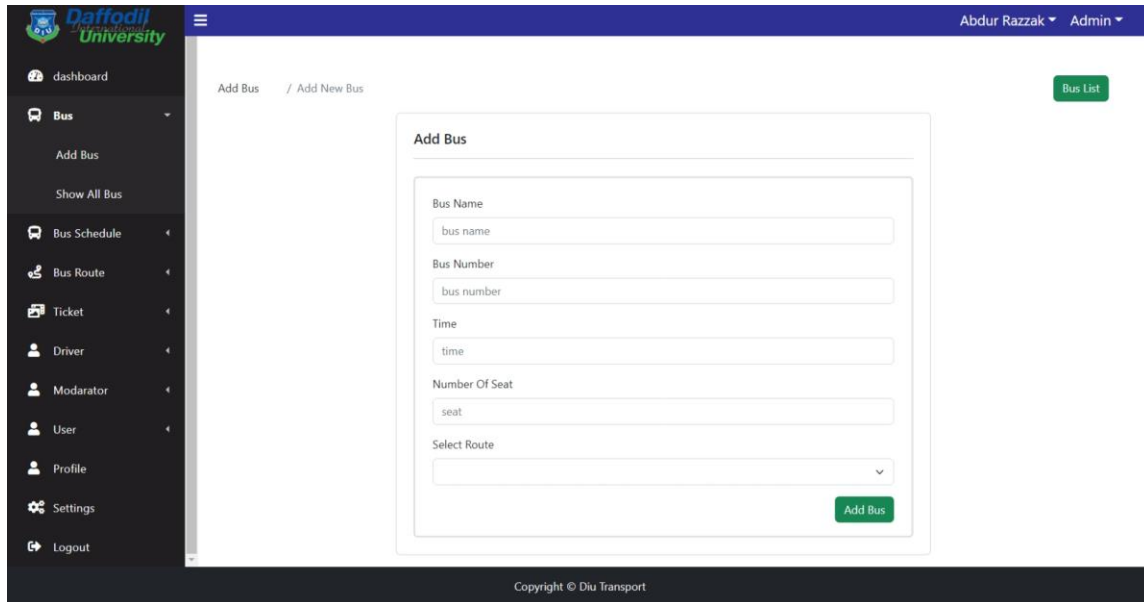 Daffodil
International
University
Abdur Razzak
Admin
dashboard
Bus
Add Bus
Show All Bus
Bus Schedule
Bus Route
Ticket
Driver
Modarator
User
Profile
Settings
Logout
Add Bus / Add New Bus
Bus List
Add Bus
Bus Name
bus name
Bus Number
bus number
Time
time
Number Of Seat
seat
Select Route
Add Bus
Copyright © Diu Transport